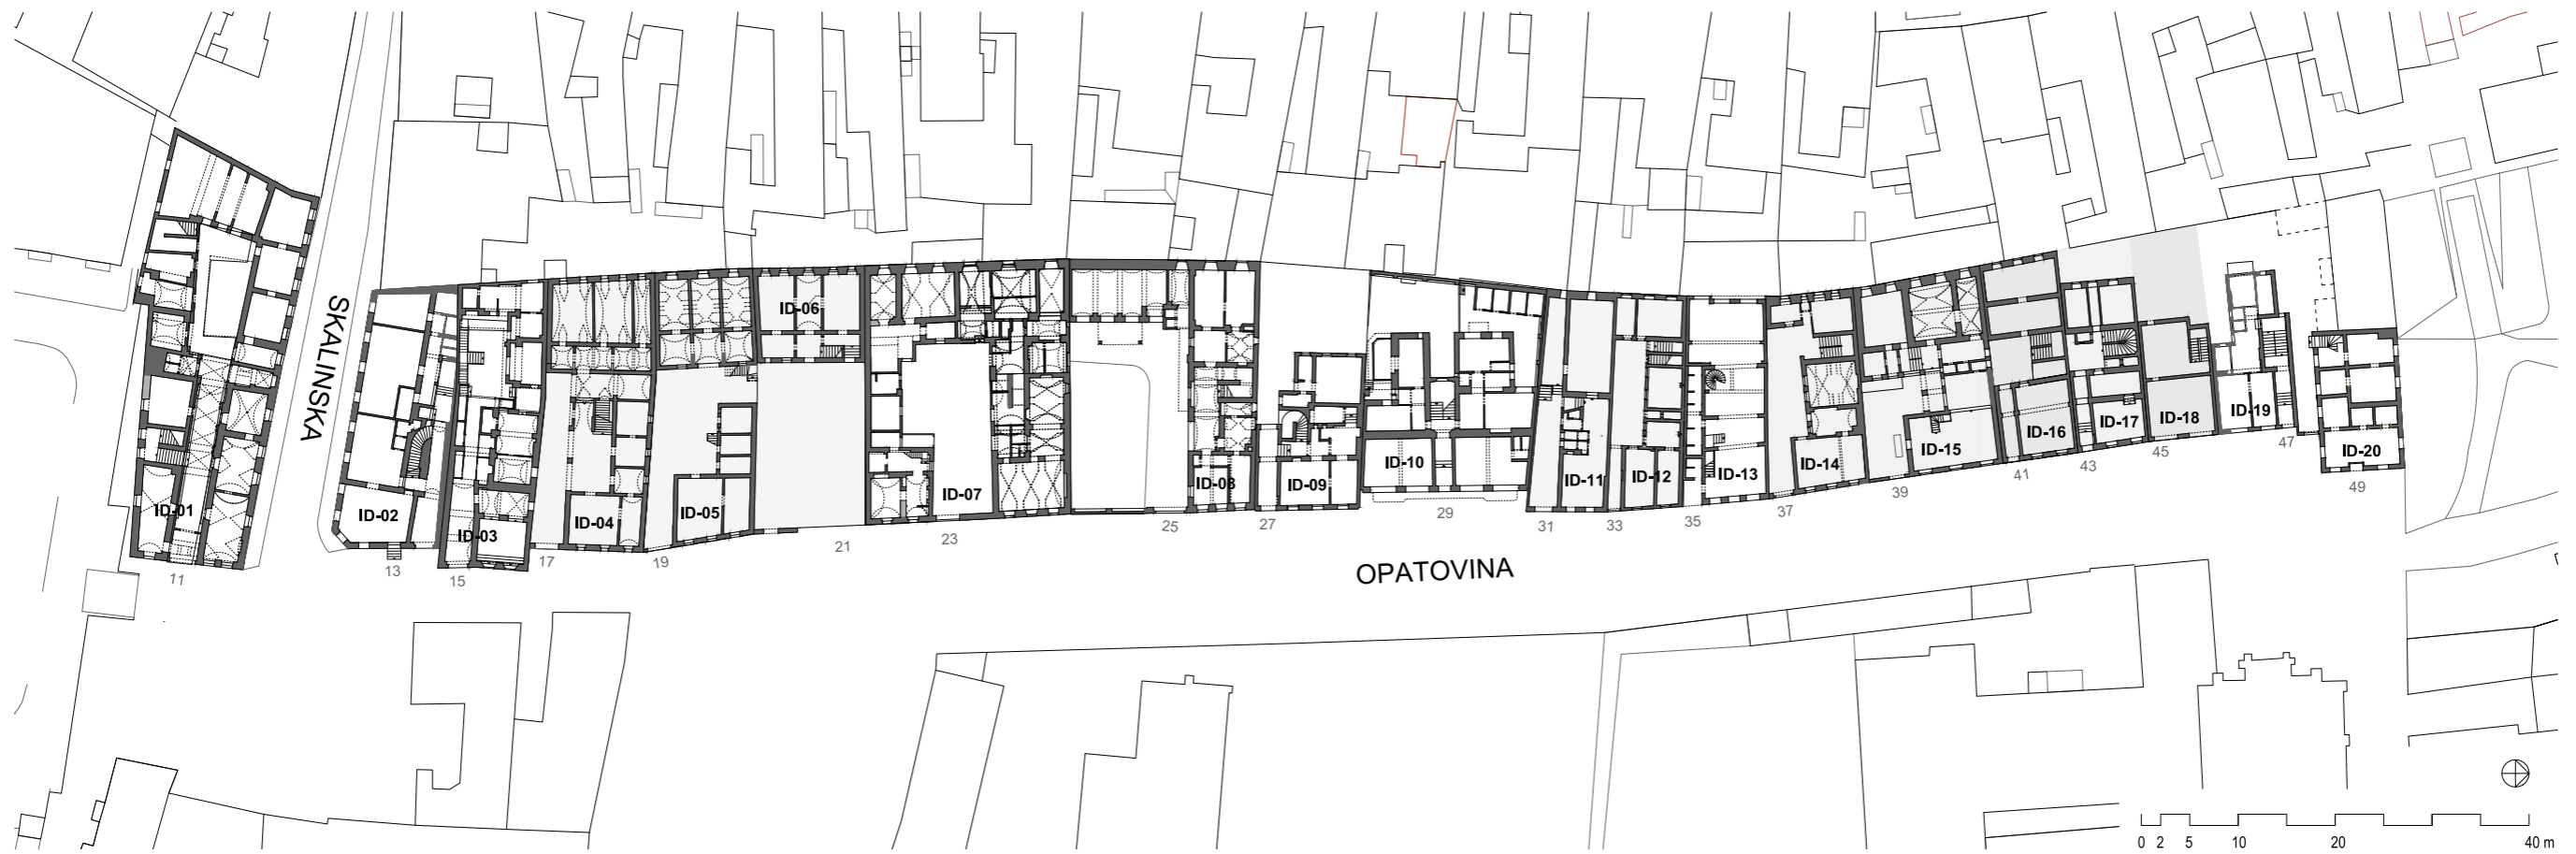 SKALINSKA
ID-01
ID-02
ID-03
ID-04
ID-05
ID-06
ID-07
ID-08
ID-09
ID-10
ID-11
ID-12
ID-13
ID-14
ID-15
ID-16
ID-17
ID-18
ID-19
ID-20
11
13
15
17
19
21
23
25
27
29
31
33
35
37
39
41
43
45
47
49
OPATOVINA
0 2 5 10 20 40 m